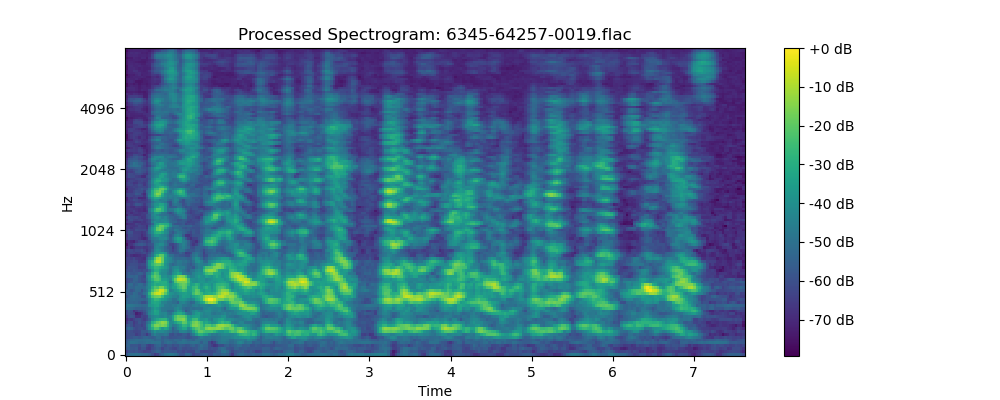 Processed Spectrogram: 6345-64257-0019.flac
Hz
4096
2048
1024
512
0
0 1 2 3 4 5 6 7
Time
+0 dB
-10 dB
-20 dB
-30 dB
-40 dB
-50 dB
-60 dB
-70 dB